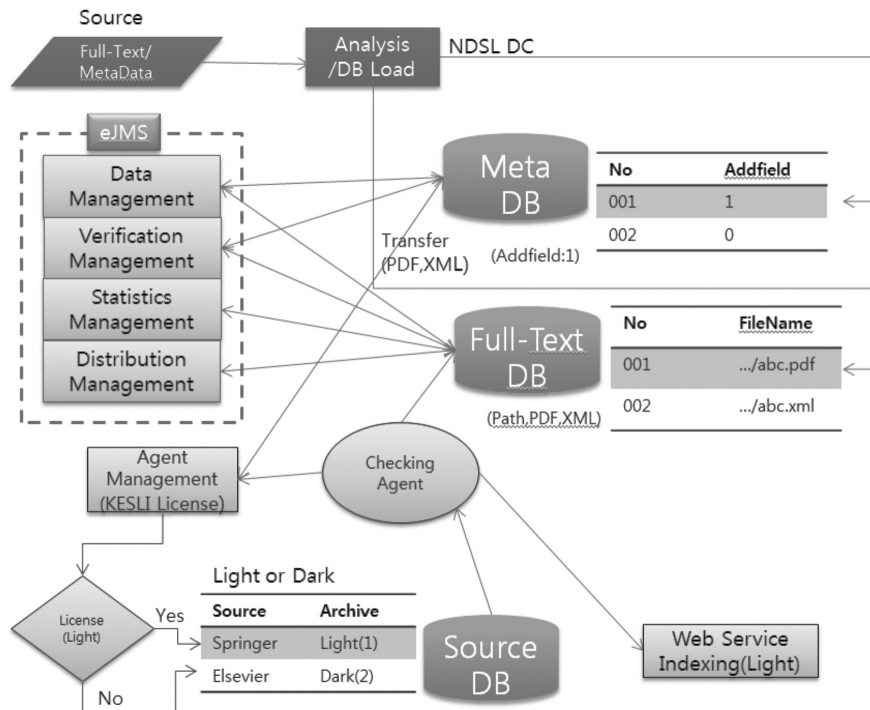 Source
Full-Text/
MetaData
Analysis
/DB Load
NDSL DC
eJMS
Data
Management
Verification
Management
Statistics
Management
Distribution
Management
Meta
DB
(Addfield:1)
No Addfield
001 1
002 0
Transfer
(PDF,XML)
Full-Text
DB
(Path,PDF,XML)
No FileName
001 .../abc.pdf
002 .../abc.xml
Agent
Management
(KESLI License)
Checking
Agent
License
(Light)
Yes
No
Light or Dark
Source Archive
Springer Light(1)
Elsevier Dark(2)
Source
DB
Web Service
Indexing(Light)